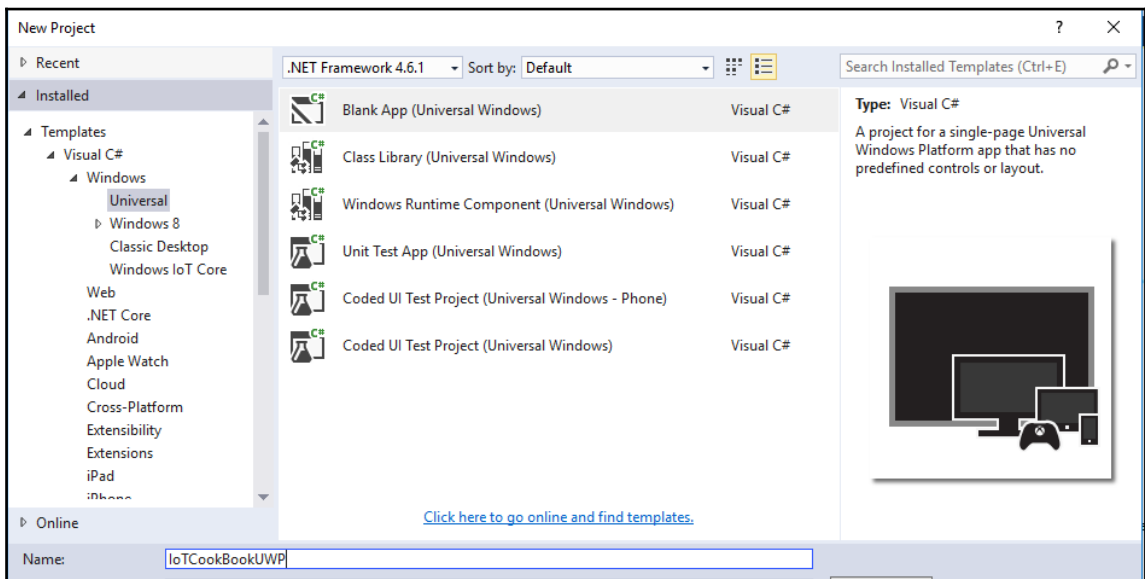 New Project
? ×
Recent
.NET Framework 4.6.1 Sort by: Default
Search Installed Templates (Ctrl+E)
Installed
Templates
Visual C#
Windows
Universal
Windows 8
Classic Desktop
Windows IoT Core
Web
.NET Core
Android
Apple Watch
Cloud
Cross-Platform
Extensibility
Extensions
iPad
iPhone
Online
C# Blank App (Universal Windows) Visual C#
C# Class Library (Universal Windows) Visual C#
C# Windows Runtime Component (Universal Windows) Visual C#
C# Unit Test App (Universal Windows) Visual C#
C# Coded UI Test Project (Universal Windows - Phone) Visual C#
C# Coded UI Test Project (Universal Windows) Visual C#
Click here to go online and find templates.
Type: Visual C#
A project for a single-page Universal
Windows Platform app that has no
predefined controls or layout.
Name: IoTCookBookUWP